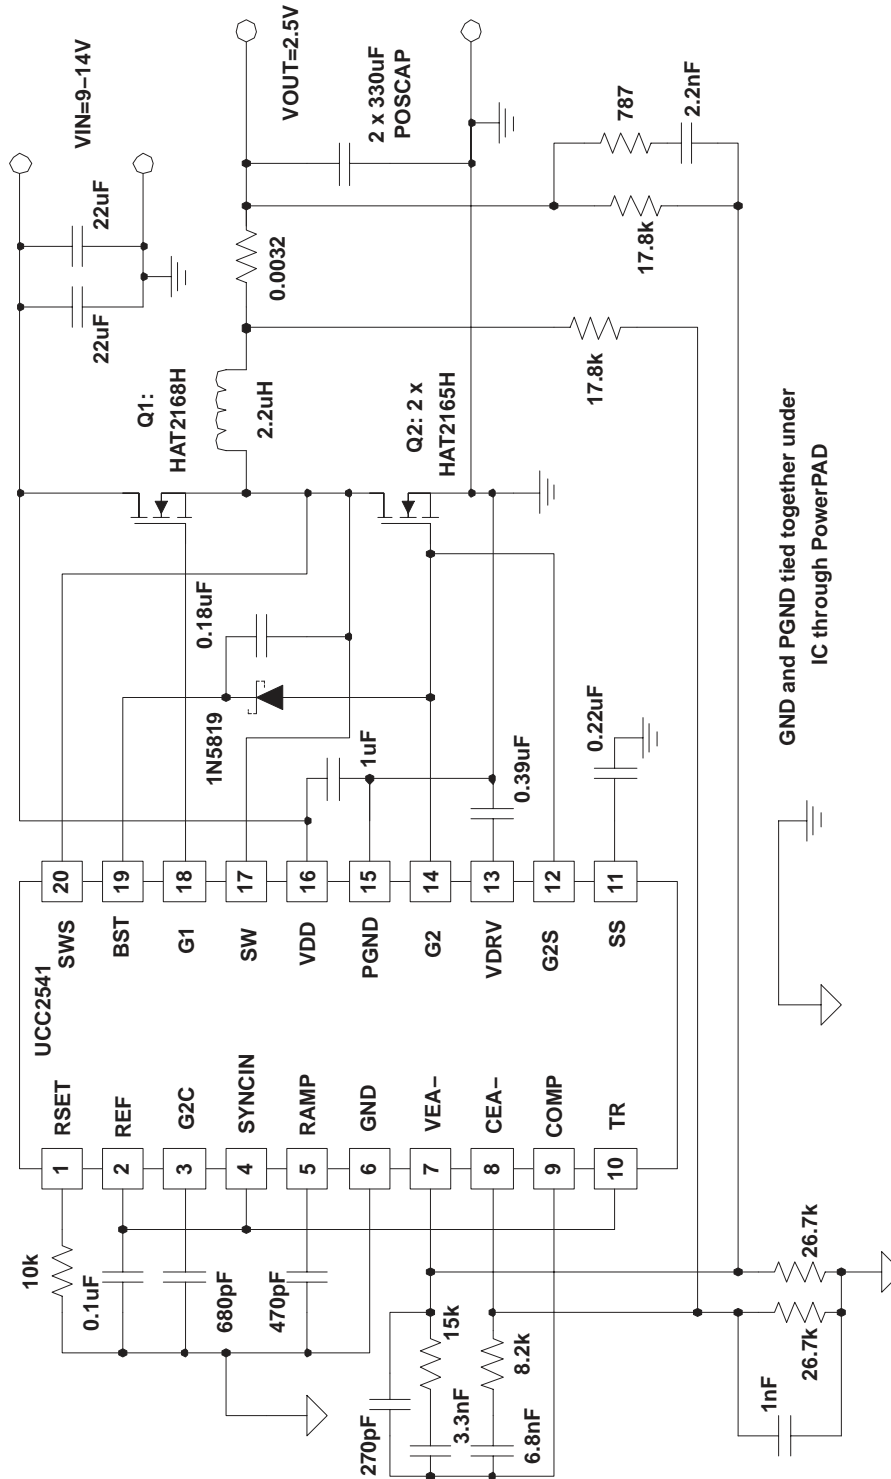 VIN=9–14V
22uF
22uF
VOUT=2.5V
2 x 330uF
POSCAP
787
2.2nF
17.8k
0.0032
17.8k
Q1:
HAT2168H
2.2uH
Q2: 2 x
HAT2165H
0.18uF
1N5819
1uF
0.39uF
0.22uF
UCC2541
20
SWS
19
BST
18
G1
17
SW
16
VDD
15
PGND
14
G2
13
VDRV
12
G2S
11
SS
1
RSET
2
REF
3
G2C
4
SYNCIN
5
RAMP
6
GND
7
VEA–
8
CEA–
9
COMP
10
TR
10k
0.1uF
680pF
470pF
270pF
15k
3.3nF
8.2k
6.8nF
1nF
26.7k
26.7k
GND and PGND tied together under
IC through PowerPAD